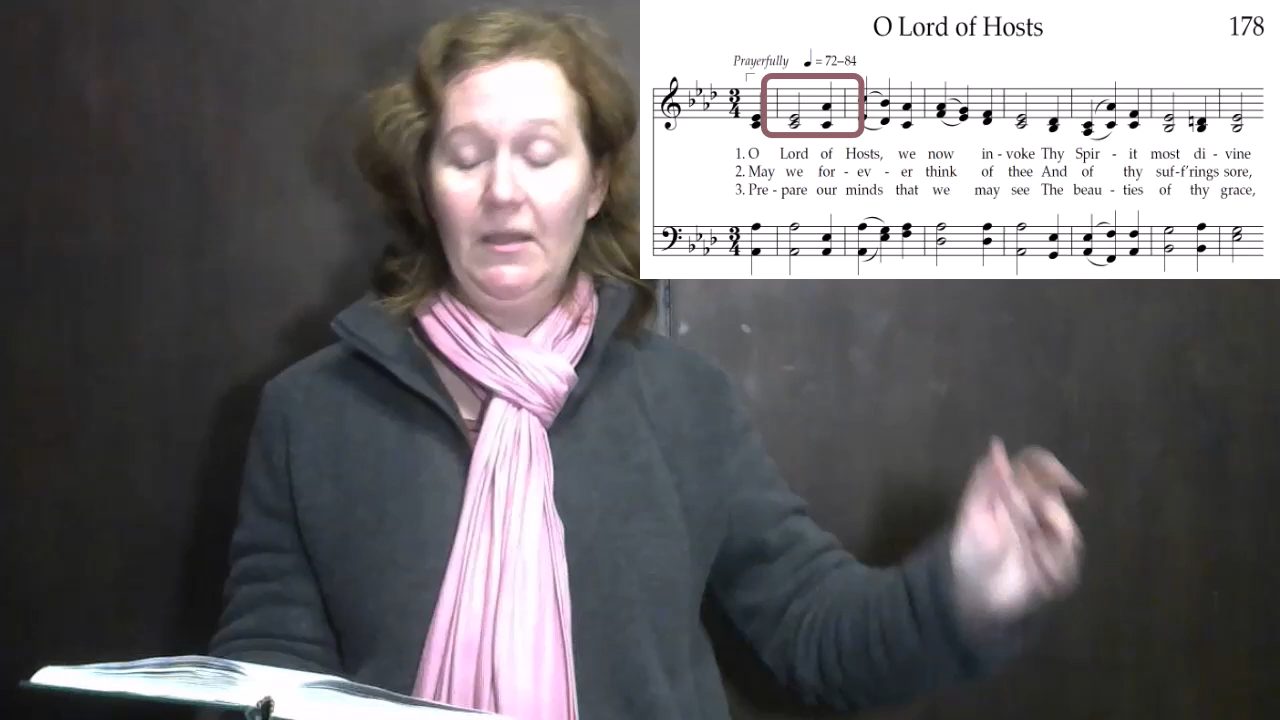 O Lord of Hosts 178
Prayerfully ♩ = 72–84
3 4
1. O Lord of Hosts, we now in - voke Thy Spir - it most di - vine
2. May we for - ev - er think of thee And of thy suf-f'rings sore,
3. Pre - pare our minds that we may see The beau - ties of thy grace,
3 4